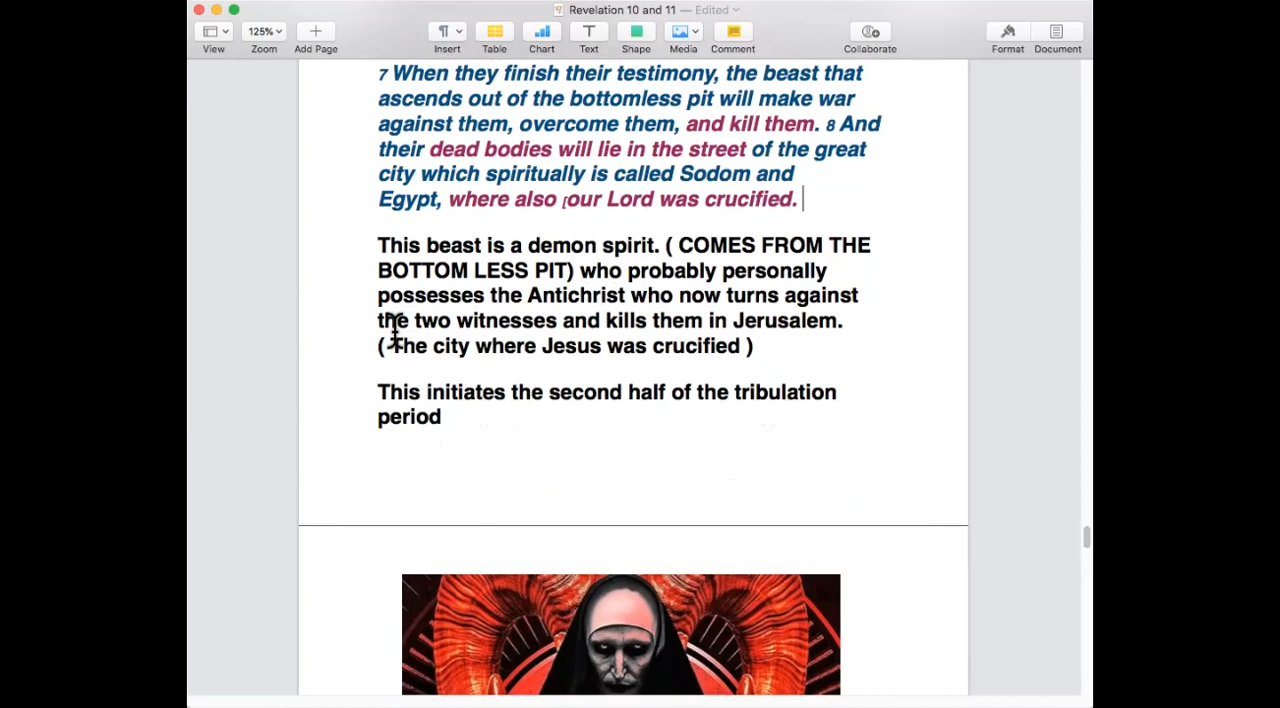 Revelation 10 and 11 — Edited
125%
View
Zoom
Add Page
Insert
Table
Chart
Text
Shape
Media
Comment
Collaborate
Format
Document
7 When they finish their testimony, the beast that
ascends out of the bottomless pit will make war
against them, overcome them, and kill them. 8 And
their dead bodies will lie in the street of the great
city which spiritually is called Sodom and
Egypt, where also [our Lord was crucified.
This beast is a demon spirit. ( COMES FROM THE
BOTTOM LESS PIT) who probably personally
possesses the Antichrist who now turns against
the two witnesses and kills them in Jerusalem.
( The city where Jesus was crucified )
This initiates the second half of the tribulation
period